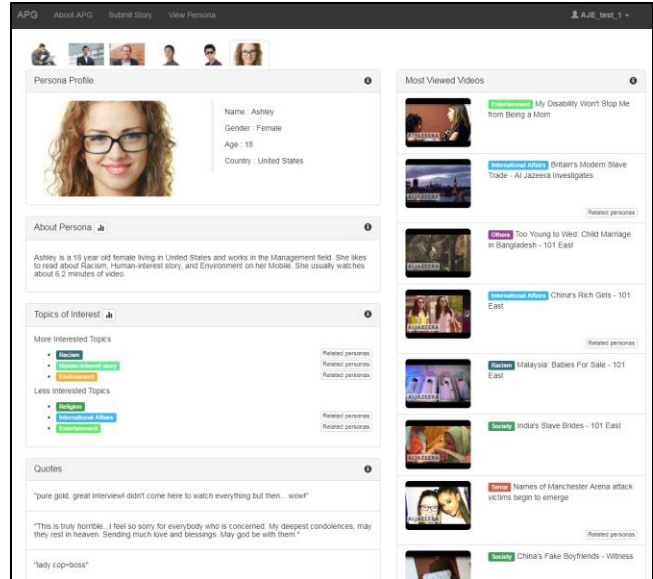 APG About APG Submit Story View Persona AJE_test_1
Persona Profile
Name : Ashley
Gender : Female
Age : 18
Country : United States
About Persona
Ashley is a 18 year old female living in United States and works in the Management field. She likes
to read about Racism, Human-interest story, and Environment on her Mobile. She usually watches
about 6.2 minutes of video.
Topics of Interest
More Interested Topics
Racism Related personas
Human-interest story Related personas
Environment Related personas
Less Interested Topics
Religion
International Affairs Related personas
Entertainment Related personas
Quotes
"pure gold, great interview! didn't come here to watch everything but then... wow!"
"This is truly horrible...I feel so sorry for everybody who is concerned. My deepest condolences, may
they rest in heaven. Sending much love and blessings. May god be with them."
"lady cop=boss"
Most Viewed Videos
ALJAZEERA
Entertainment My Disability Won't Stop Me
from Being a Mom
ALJAZEERA
International Affairs Britain's Modern Slave
Trade - Al Jazeera Investigates
Related personas
ALJAZEERA
Others Too Young to Wed: Child Marriage
in Bangladesh - 101 East
ALJAZEERA
International Affairs China's Rich Girls - 101
East
Related personas
ALJAZEERA
Racism Malaysia: Babies For Sale - 101
East
ALJAZEERA
Society India's Slave Brides - 101 East
ALJAZEERA
Terror Names of Manchester Arena attack
victims begin to emerge
Related personas
Society China's Fake Boyfriends - Witness